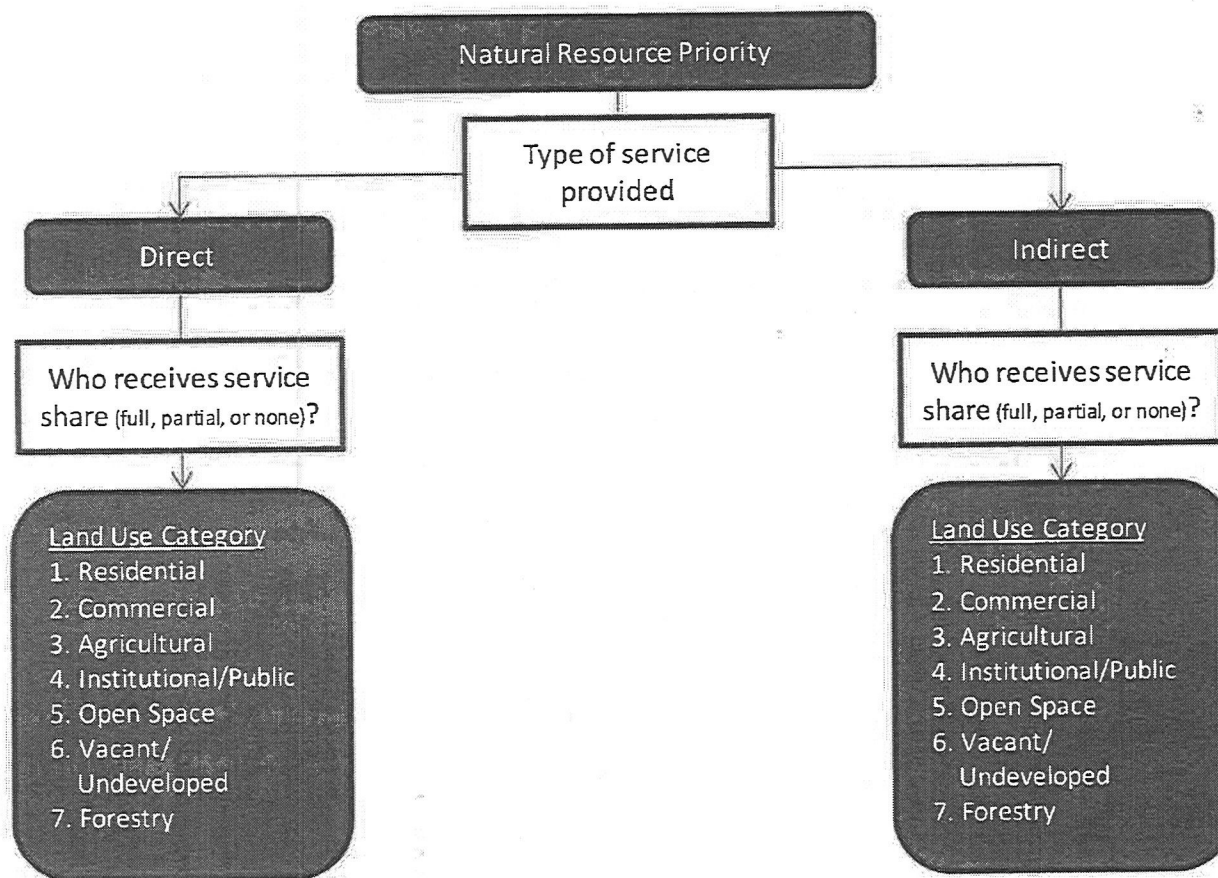 Natural Resource Priority
Type of service
provided
Direct
Indirect
Who receives service
share (full, partial, or none)?
Who receives service
share (full, partial, or none)?
Land Use Category
1. Residential
2. Commercial
3. Agricultural
4. Institutional/Public
5. Open Space
6. Vacant/
Undeveloped
7. Forestry
Land Use Category
1. Residential
2. Commercial
3. Agricultural
4. Institutional/Public
5. Open Space
6. Vacant/
Undeveloped
7. Forestry